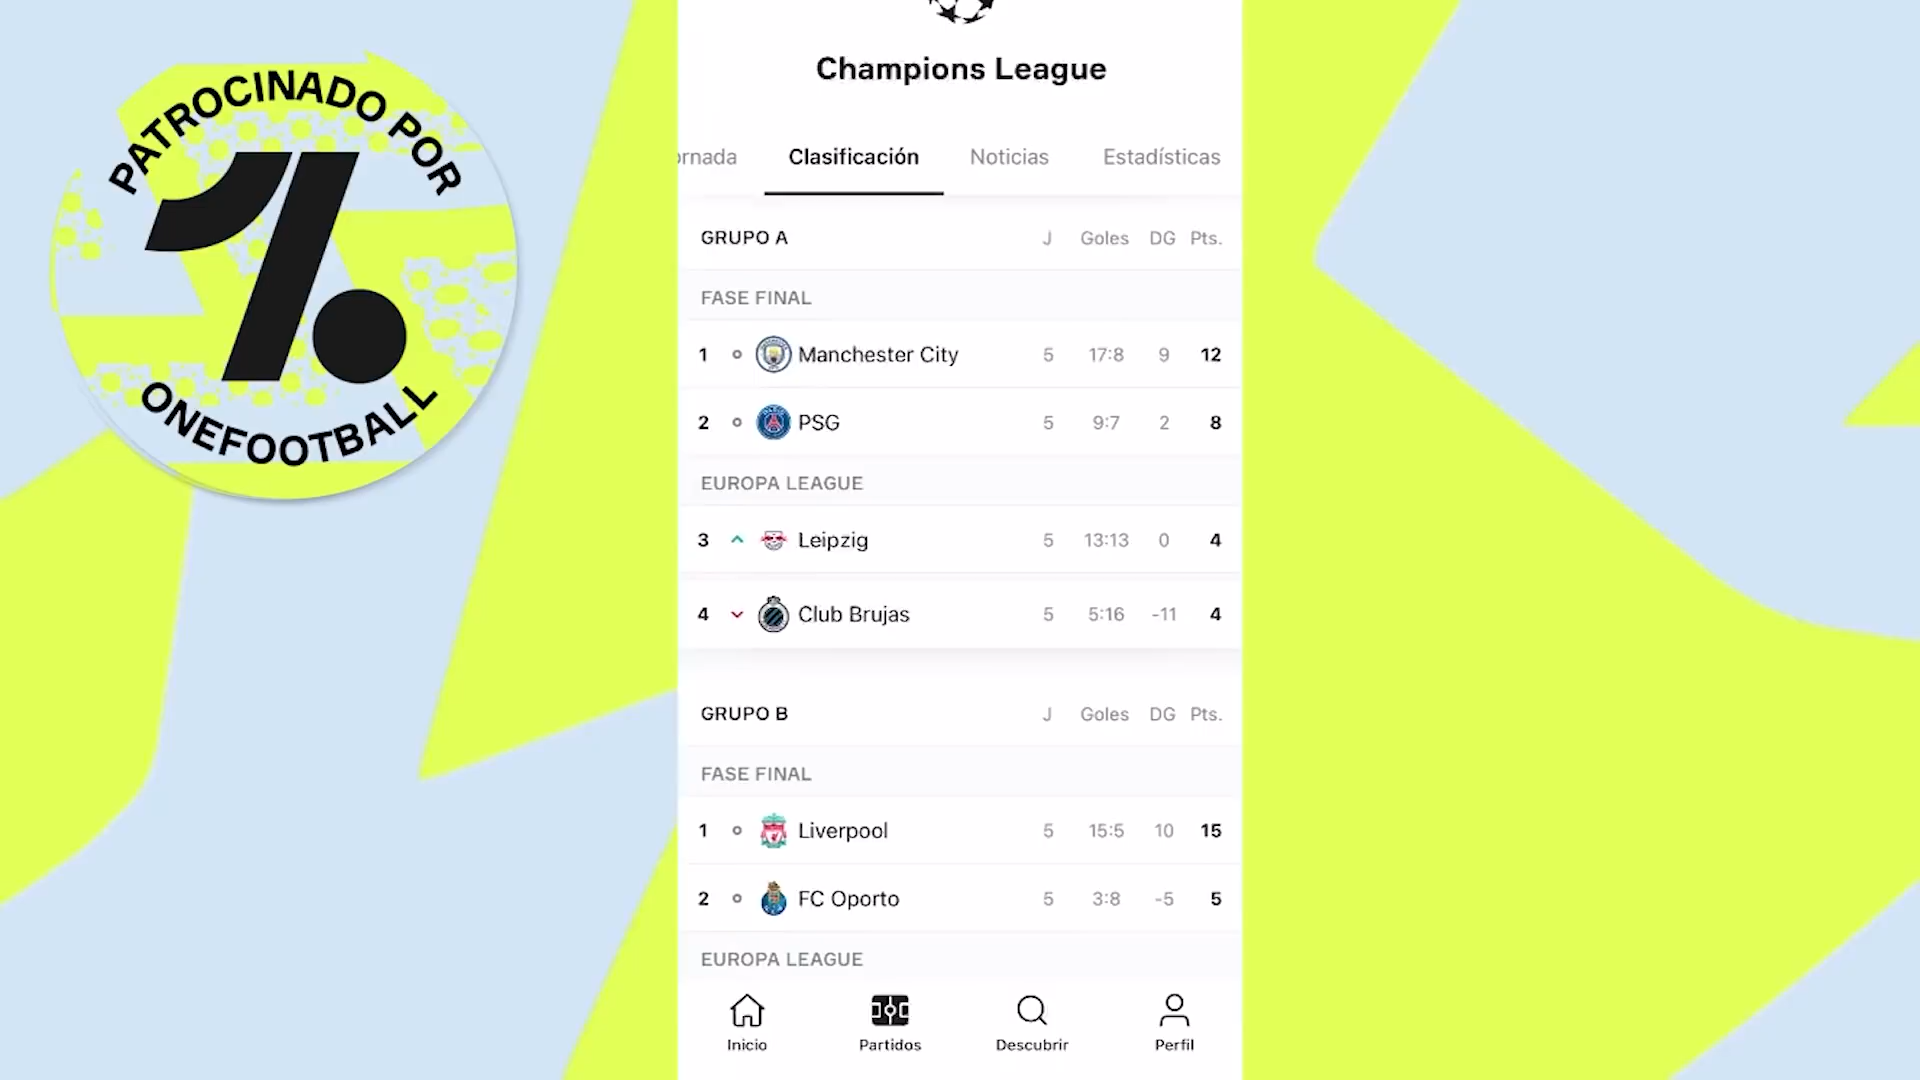 PATROCINADO POR
ONEFOOTBALL
Champions League
ornada Clasificación Noticias Estadísticas
GRUPO A J Goles DG Pts.
FASE FINAL
1 Manchester City 5 17:8 9 12
2 PSG 5 9:7 2 8
EUROPA LEAGUE
3 Leipzig 5 13:13 0 4
4 Club Brujas 5 5:16 -11 4
GRUPO B J Goles DG Pts.
FASE FINAL
1 Liverpool 5 15:5 10 15
2 FC Oporto 5 3:8 -5 5
EUROPA LEAGUE
Inicio Partidos Descubrir Perfil